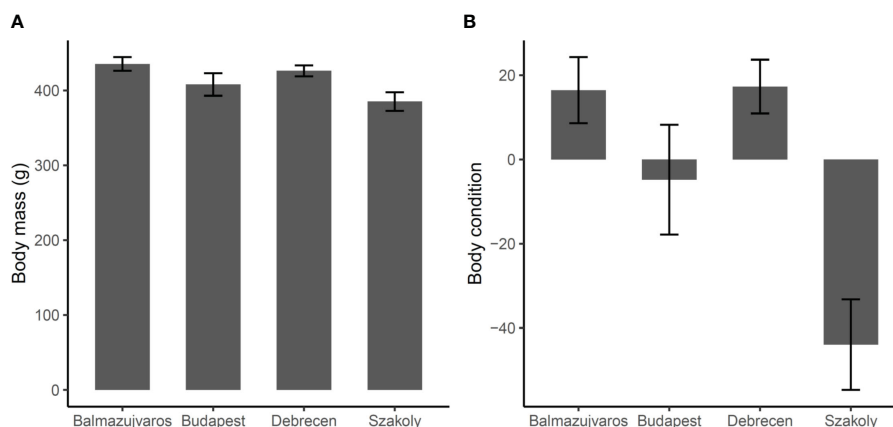 A
Body mass (g)
400
300
200
100
0
Balmazujvaros Budapest Debrecen Szakoly
B
Body condition
20
0
−20
−40
Balmazujvaros Budapest Debrecen Szakoly